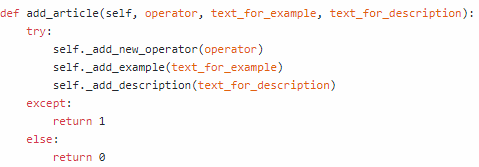 def add_article(self, operator, text_for_example, text_for_description):
    try:
        self._add_new_operator(operator)
        self._add_example(text_for_example)
        self._add_description(text_for_description)
    except:
        return 1
    else:
        return 0